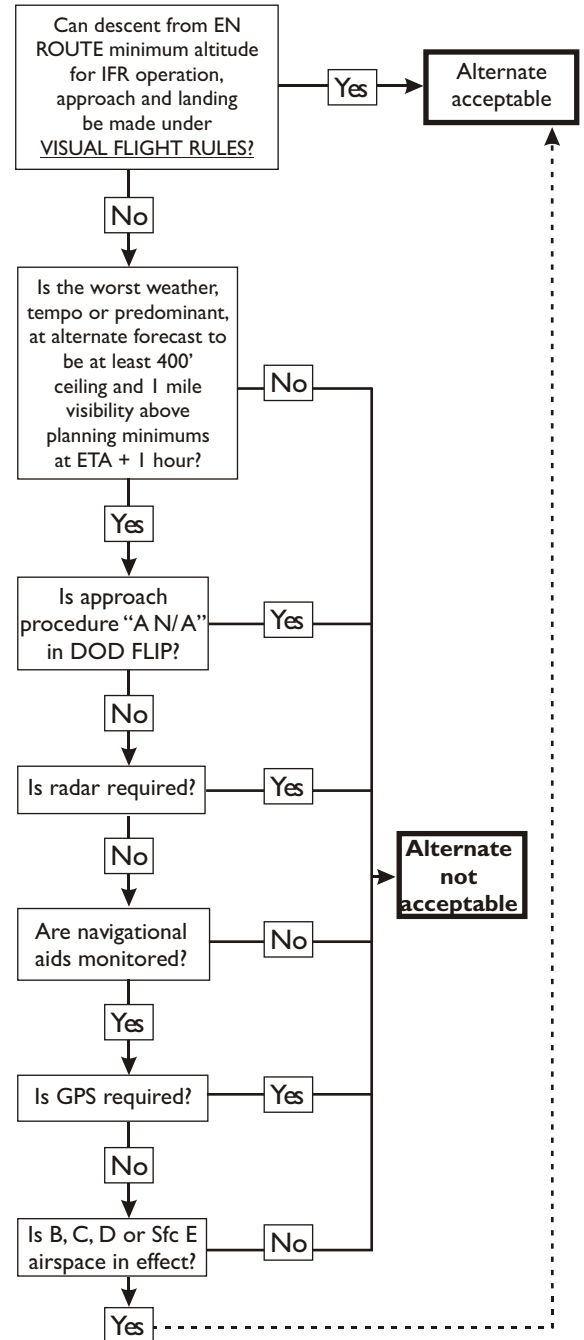 Can descent from EN
ROUTE minimum altitude
for IFR operation,
approach and landing
be made under
VISUAL FLIGHT RULES?
Yes
Alternate
acceptable
No
Is the worst weather,
tempo or predominant,
at alternate forecast to
be at least 400'
ceiling and 1 mile
visibility above
planning minimums
at ETA + 1 hour?
No
Yes
Is approach
procedure “A N/A”
in DOD FLIP?
Yes
No
Is radar required?
Yes
No
Alternate
not
acceptable
Are navigational
aids monitored?
No
Yes
Is GPS required?
Yes
No
Is B, C, D or Sfc E
airspace in effect?
No
Yes